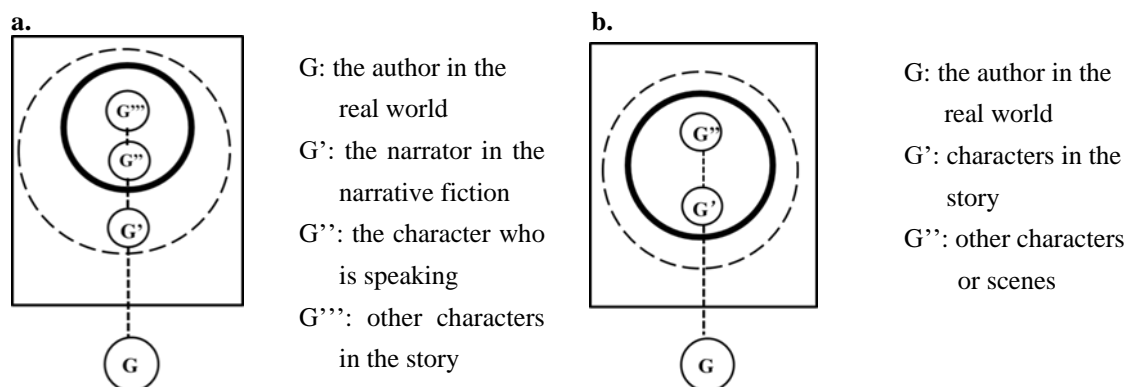 a.
G'''
G''
G'
G
G: the author in the
real world
G’: the narrator in the
narrative fiction
G’’: the character who
is speaking
G’’’: other characters
in the story
b.
G''
G'
G
G: the author in the
real world
G’: characters in the
story
G’’: other characters
or scenes